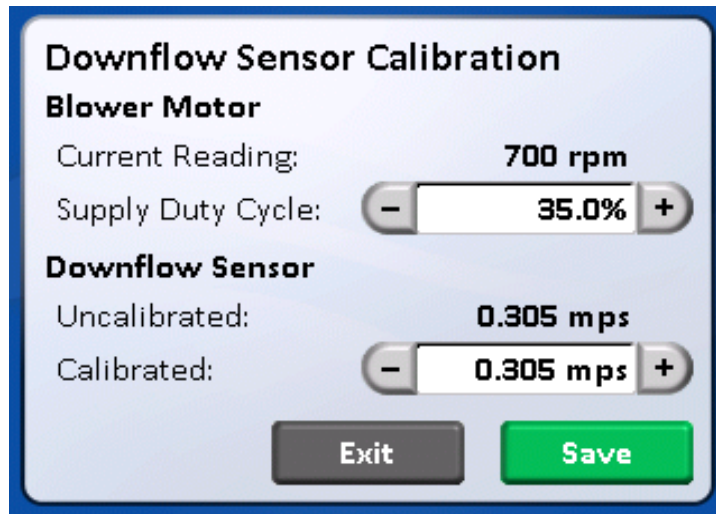 Downflow Sensor Calibration
Blower Motor
Current Reading: 700 rpm
Supply Duty Cycle: - 35.0% +
Downflow Sensor
Uncalibrated: 0.305 mps
Calibrated: - 0.305 mps +
Exit Save